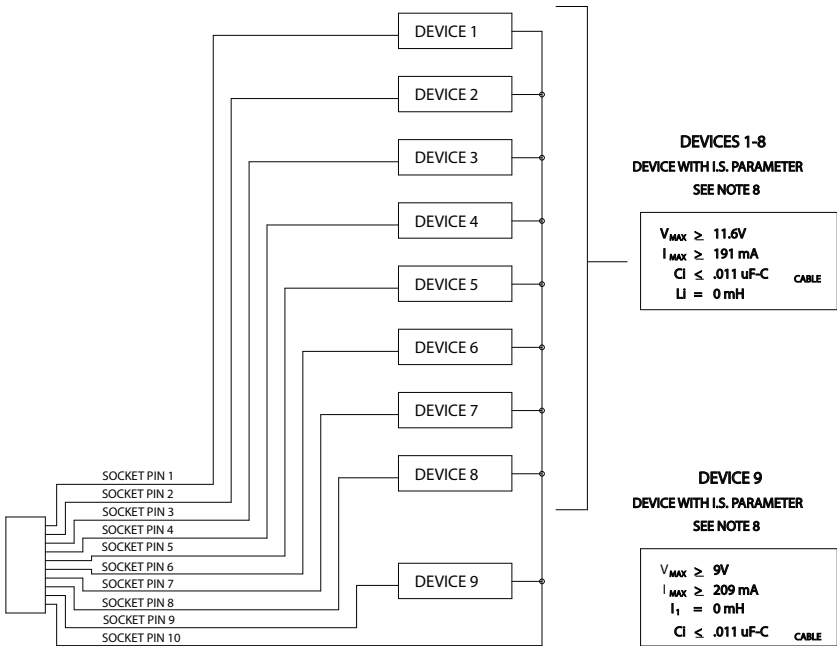 DEVICE 1
DEVICE 2
DEVICE 3
DEVICE 4
DEVICE 5
DEVICE 6
DEVICE 7
DEVICE 8
DEVICE 9
SOCKET PIN 1
SOCKET PIN 2
SOCKET PIN 3
SOCKET PIN 4
SOCKET PIN 5
SOCKET PIN 6
SOCKET PIN 7
SOCKET PIN 8
SOCKET PIN 9
SOCKET PIN 10
DEVICES 1-8
DEVICE WITH I.S. PARAMETER
SEE NOTE 8
VMAX ≥ 11.6V
IMAX ≥ 191 mA
Ci ≤ .011 uF-C CABLE
Li = 0 mH
DEVICE 9
DEVICE WITH I.S. PARAMETER
SEE NOTE 8
VMAX ≥ 9V
IMAX ≥ 209 mA
I1 = 0 mH
Ci ≤ .011 uF-C CABLE